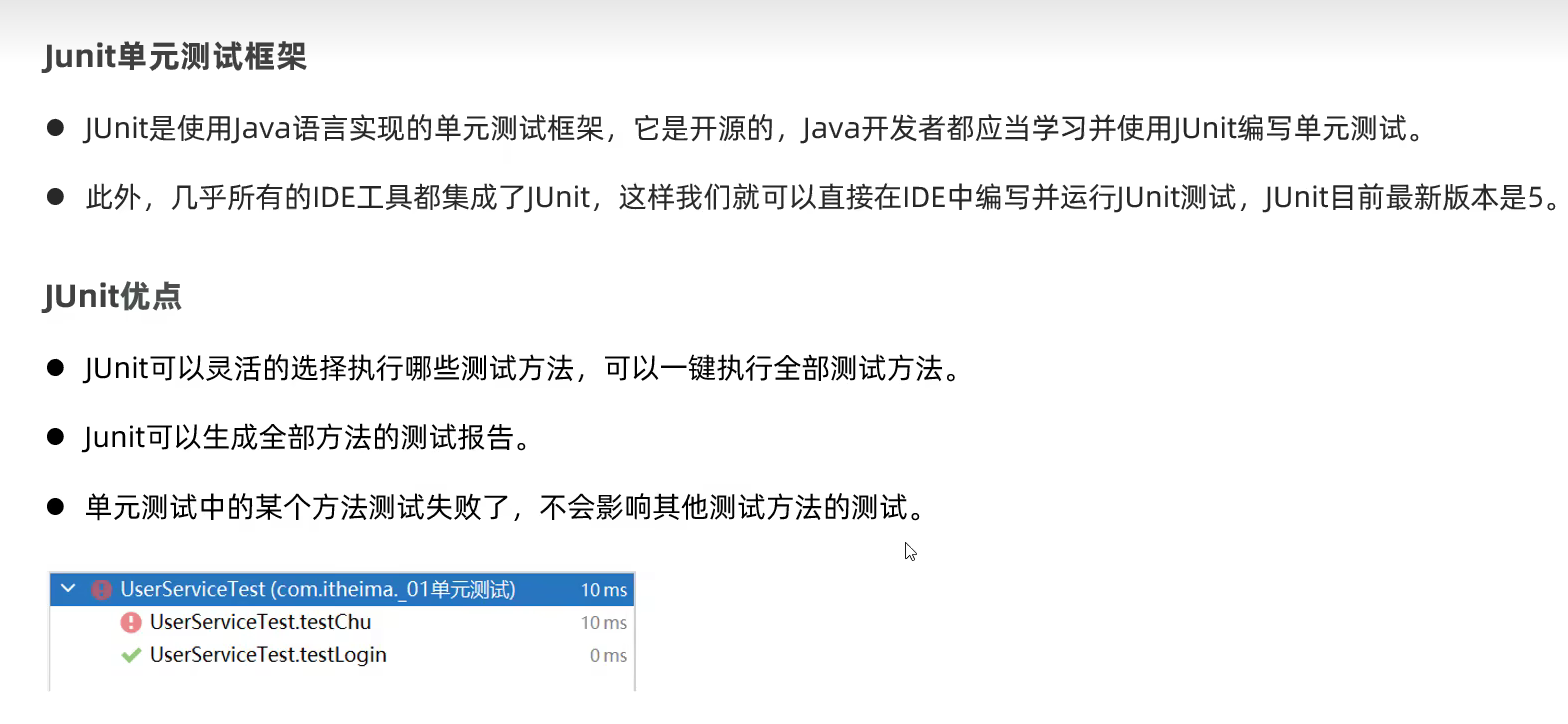 Junit单元测试框架
JUnit是使用Java语言实现的单元测试框架，它是开源的，Java开发者都应当学习并使用JUnit编写单元测试。
此外，几乎所有的IDE工具都集成了JUnit，这样我们就可以直接在IDE中编写并运行JUnit测试，JUnit目前最新版本是5。
JUnit优点
JUnit可以灵活的选择执行哪些测试方法，可以一键执行全部测试方法。
Junit可以生成全部方法的测试报告。
单元测试中的某个方法测试失败了，不会影响其他测试方法的测试。
UserServiceTest (com.itheima._01单元测试) 10 ms
UserServiceTest.testChu 10 ms
UserServiceTest.testLogin 0 ms